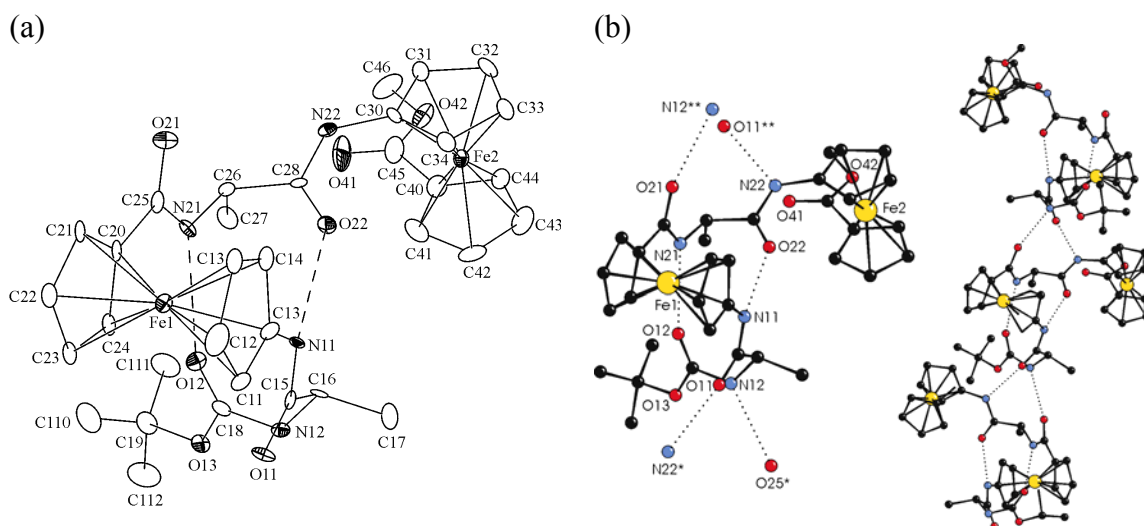 (a)
C32
C31
C46
O42
C33
N22
C30
O21
C34
Fe2
C28
O41
C45
C44
C26
C40
C25
N21
C27
O22
C43
C21
C20
C41
C13
C14
C42
C22
Fe1
C13
C12
N11
C23
C24
C111
O12
C11
C15
C16
C110
C19
C18
N12
C17
O13
O11
C112
(b)
N12**
O11**
O42
O21
N22
O41
Fe2
N21
O22
Fe1
N11
O12
O11
N12
O13
N22*
O25*